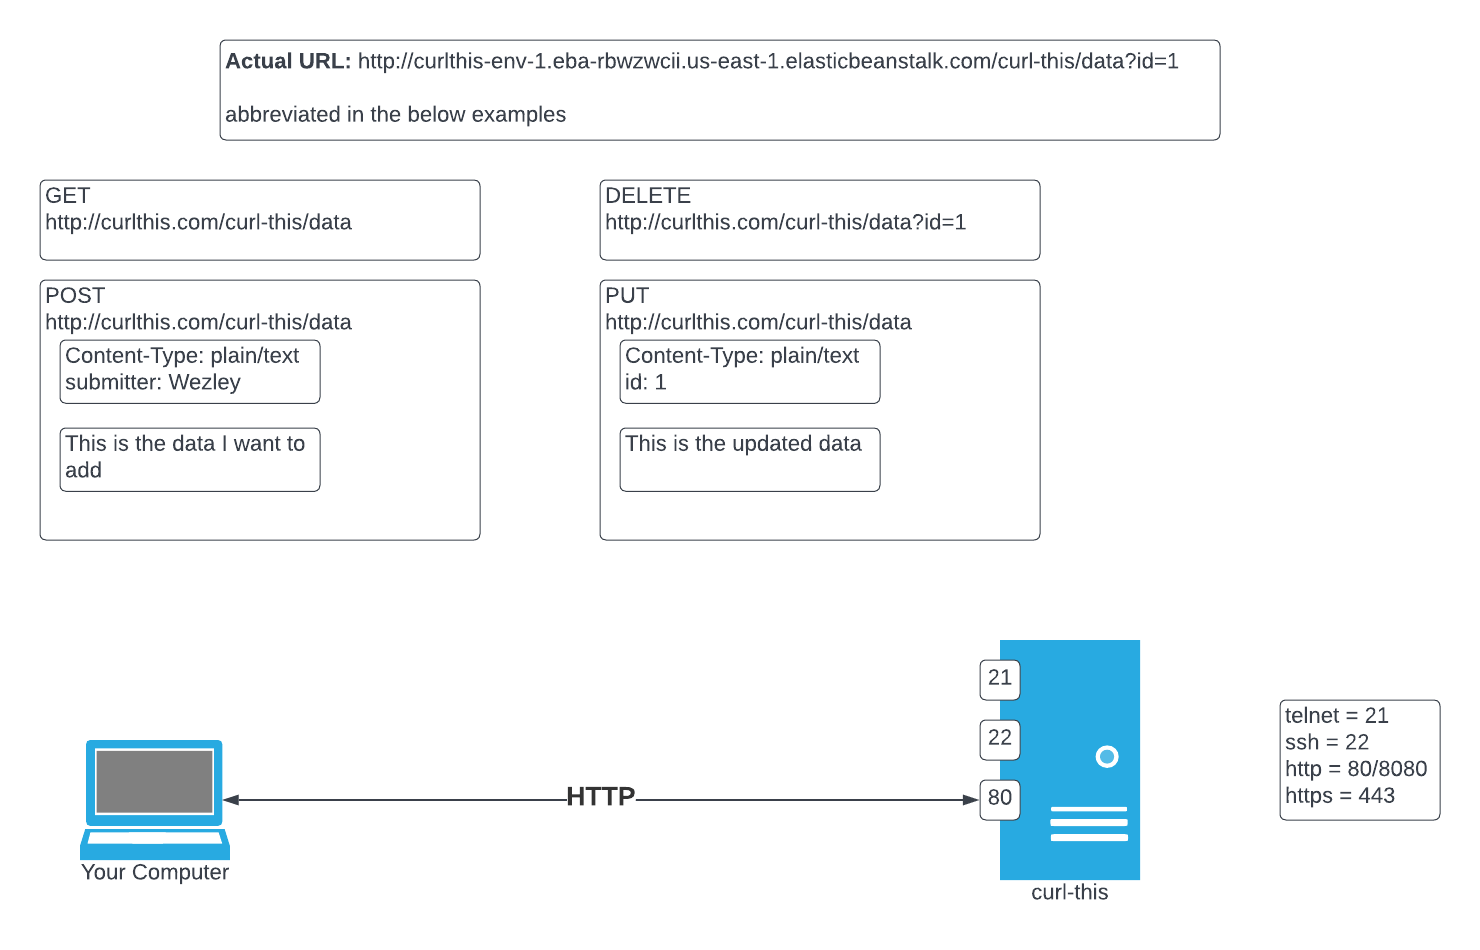 Actual URL: http://curlthis-env-1.eba-rbwzwcii.us-east-1.elasticbeanstalk.com/curl-this/data?id=1
abbreviated in the below examples
GET
http://curlthis.com/curl-this/data
DELETE
http://curlthis.com/curl-this/data?id=1
POST
http://curlthis.com/curl-this/data
Content-Type: plain/text
submitter: Wezley
This is the data I want to
add
PUT
http://curlthis.com/curl-this/data
Content-Type: plain/text
id: 1
This is the updated data
21
22
80
HTTP
Your Computer
curl-this
telnet = 21
ssh = 22
http = 80/8080
https = 443